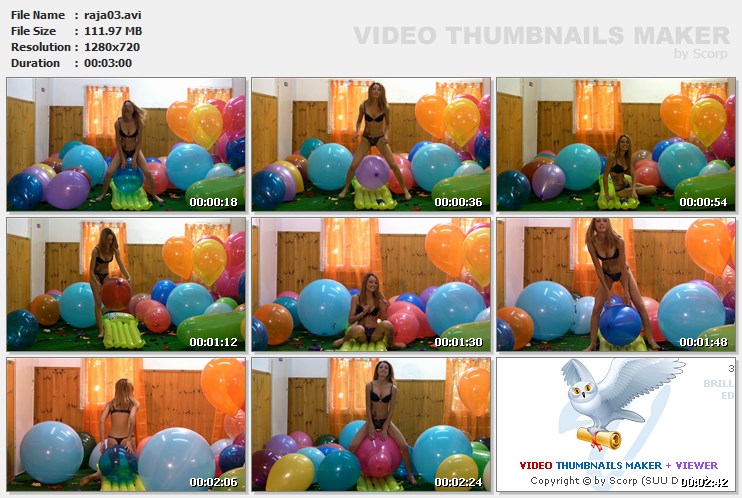 File Name : raja03.avi
File Size : 111.97 MB
Resolution : 1280x720
Duration : 00:03:00
VIDEO THUMBNAILS MAKER
by Scorp
00:00:18
00:00:36
00:00:54
00:01:12
00:01:30
00:01:48
00:02:06
00:02:24
3
BRILL
ED
VIDEO THUMBNAILS MAKER + VIEWER
Copyright © by Scorp (SUU D
00:02:42